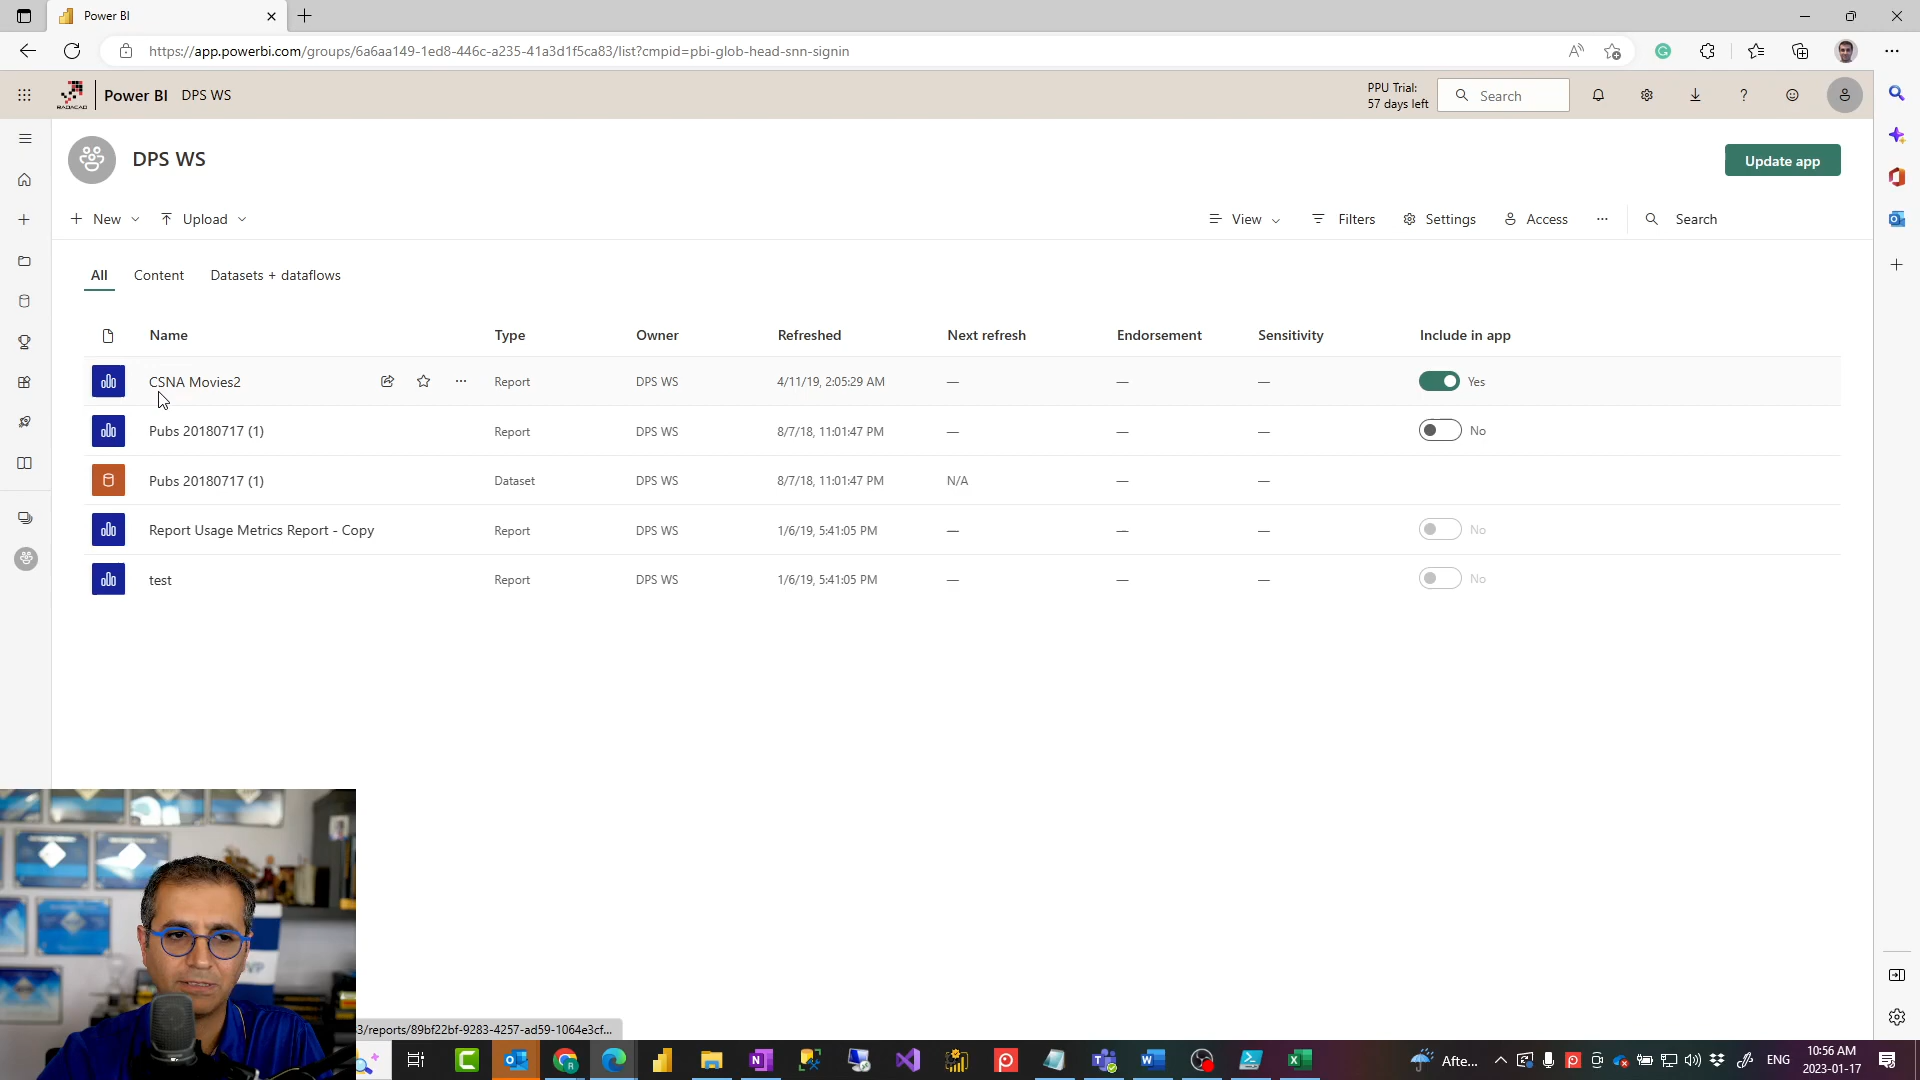 Power BI
https://app.powerbi.com/groups/6a6aa149-1ed8-446c-a235-41a3d1f5ca83/list?cmpid=pbi-glob-head-snn-signin
RADACAD
Power BI DPS WS
PPU Trial:
57 days left
Search
DPS WS
Update app
New Upload View Filters Settings Access Search
All Content Datasets + dataflows
Name Type Owner Refreshed Next refresh Endorsement Sensitivity Include in app
CSNA Movies2 Report DPS WS 4/11/19, 2:05:29 AM — — — Yes
Pubs 20180717 (1) Report DPS WS 8/7/18, 11:01:47 PM — — — No
Pubs 20180717 (1) Dataset DPS WS 8/7/18, 11:01:47 PM N/A — —
Report Usage Metrics Report - Copy Report DPS WS 1/6/19, 5:41:05 PM — — — No
test Report DPS WS 1/6/19, 5:41:05 PM — — — No
3/reports/89bf22bf-9283-4257-ad59-1064e3cf...
Afte...
ENG
10:56 AM
2023-01-17